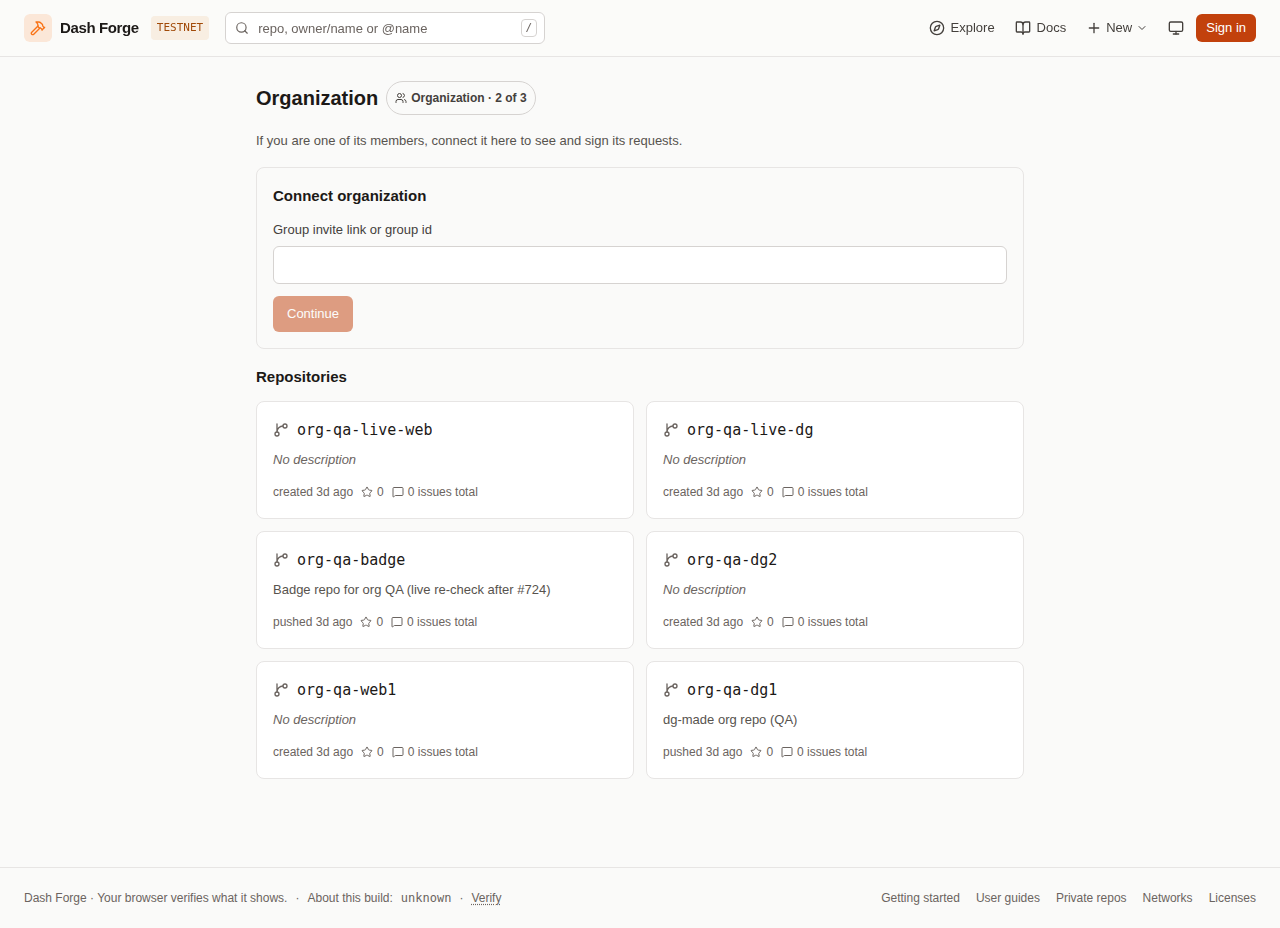 Dash Forge TESTNET repo, owner/name or @name / Explore Docs New Sign in
Organization Organization · 2 of 3
If you are one of its members, connect it here to see and sign its requests.
Connect organization
Group invite link or group id
Continue
Repositories
org-qa-live-web
No description
created 3d ago 0 0 issues total
org-qa-live-dg
No description
created 3d ago 0 0 issues total
org-qa-badge
Badge repo for org QA (live re-check after #724)
pushed 3d ago 0 0 issues total
org-qa-dg2
No description
created 3d ago 0 0 issues total
org-qa-web1
No description
created 3d ago 0 0 issues total
org-qa-dg1
dg-made org repo (QA)
pushed 3d ago 0 0 issues total
Dash Forge · Your browser verifies what it shows. · About this build: unknown · Verify Getting started User guides Private repos Networks Licenses